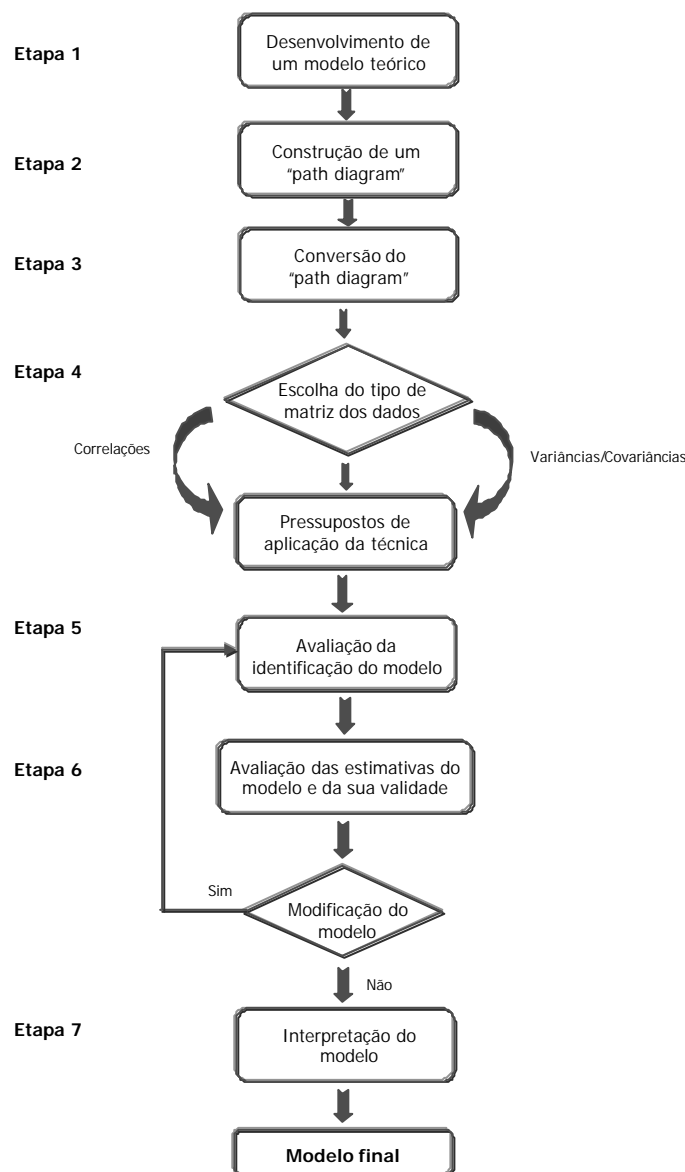 Etapa 1
Desenvolvimento de
um modelo teórico
Etapa 2
Construção de um
“path diagram”
Etapa 3
Conversão do
“path diagram”
Etapa 4
Escolha do tipo de
matriz dos dados
Correlações
Variâncias/Covariâncias
Pressupostos de
aplicação da técnica
Etapa 5
Avaliação da
identificação do modelo
Etapa 6
Avaliação das estimativas do
modelo e da sua validade
Sim
Modificação do
modelo
Não
Etapa 7
Interpretação do
modelo
Modelo final